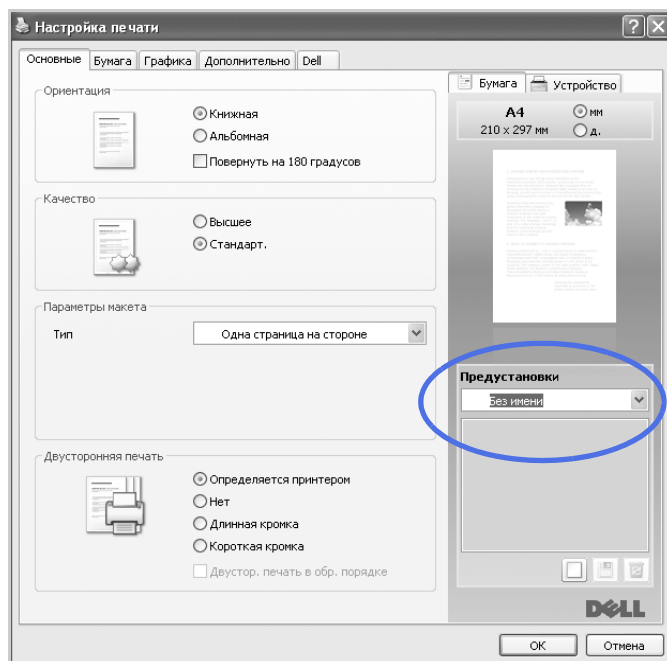 Настройка печати
Основные Бумага Графика Дополнительно Dell
Ориентация
Книжная
Альбомная
Повернуть на 180 градусов
Качество
Высшее
Стандарт.
Параметры макета
Тип Одна страница на стороне
Двусторонняя печать
Определяется принтером
Нет
Длинная кромка
Короткая кромка
Двустор. печать в обр. порядке
Бумага Устройство
A4 мм
210 x 297 мм д.
Предустановки
Без имени
DELL
OK Отмена